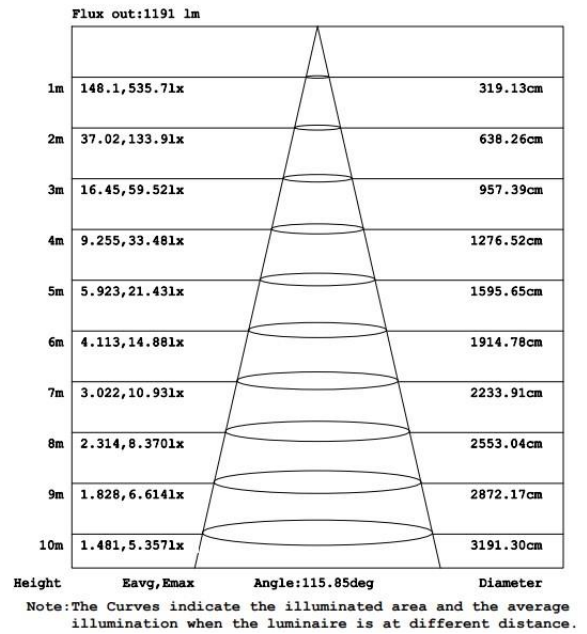 Flux out:1191 lm
1m 148.1,535.7lx 319.13cm
2m 37.02,133.9lx 638.26cm
3m 16.45,59.52lx 957.39cm
4m 9.255,33.48lx 1276.52cm
5m 5.923,21.43lx 1595.65cm
6m 4.113,14.88lx 1914.78cm
7m 3.022,10.93lx 2233.91cm
8m 2.314,8.370lx 2553.04cm
9m 1.828,6.614lx 2872.17cm
10m 1.481,5.357lx 3191.30cm
Height Eavg,Emax Angle:115.85deg Diameter
Note:The Curves indicate the illuminated area and the average
illumination when the luminaire is at different distance.